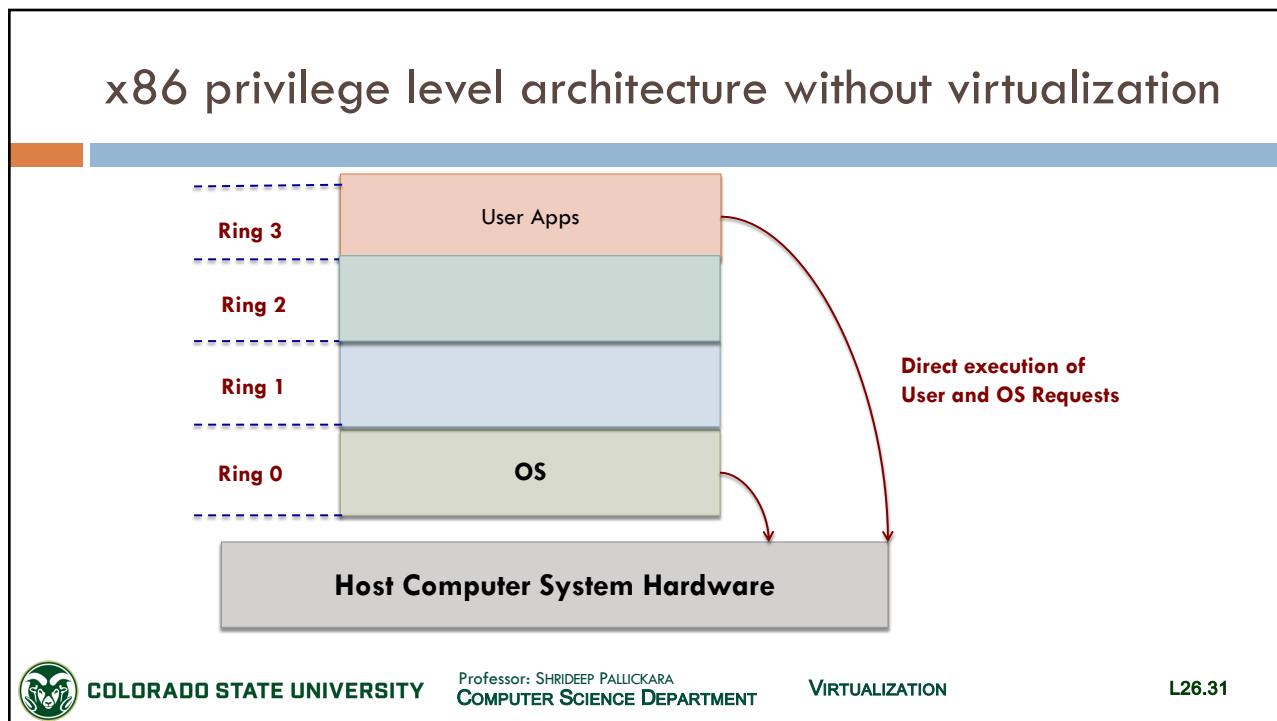 x86 privilege level architecture without virtualization
User Apps
Ring 3
Ring 2
Ring 1
Direct execution of
User and OS Requests
Ring 0
OS
Host Computer System Hardware
COLORADO STATE UNIVERSITY
Professor: SHRIDEEP PALLICKARA
COMPUTER SCIENCE DEPARTMENT
VIRTUALIZATION
L26.31